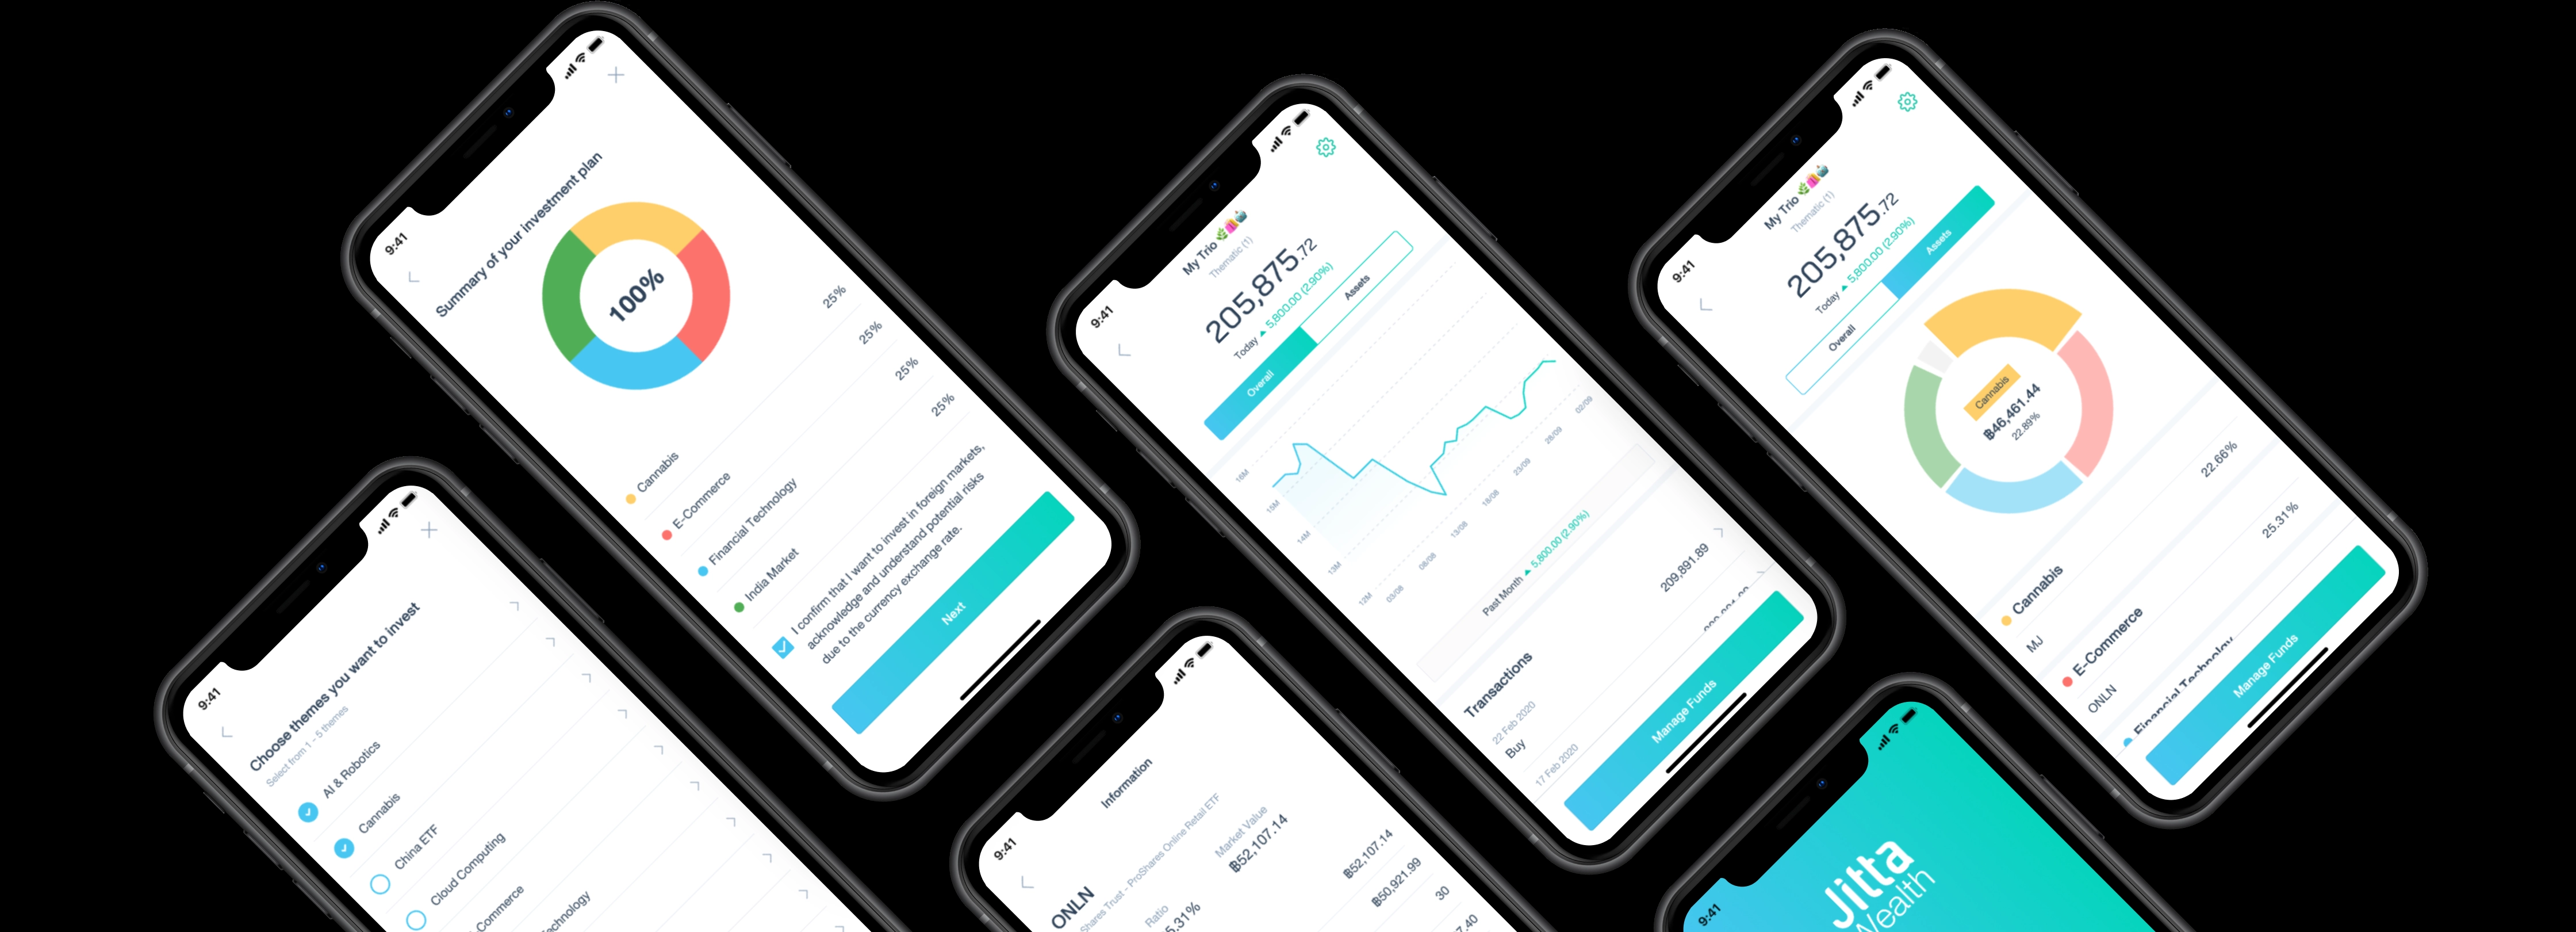 9:41
Choose themes you want to invest
Select from 1 - 5 themes
AI & Robotics
Cannabis
China ETF
Cloud Computing
9:41
Summary of your investment plan
100%
Cannabis 25%
E-Commerce 25%
Financial Technology 25%
India Market 25%
I confirm that I want to invest in foreign markets,
acknowledge and understand potential risks
due to the currency exchange rate.
Next
9:41
Information
ONLN
Shares Trust - ProShares Online Retail ETF
Ratio
Market Value
฿52,107.14
฿52,107.14
฿50,921.99
30
9:41
My Trio
Thematic (1)
205,875.72
Today 5,800.00 (2.90%)
Overall Assets
16M
15M
14M
13M
12M
03/08 08/08 13/08 18/08 23/09 28/09 02/09
Past Month 5,800.00 (2.90%)
Transactions
22 Feb 2020
Buy 209,891.89
17 Feb 2020
Manage Funds
9:41
My Trio
Thematic (1)
205,875.72
Today 5,800.00 (2.90%)
Overall Assets
Cannabis
฿46,461.44
22.89%
Cannabis
MJ 22.66%
E-Commerce
ONLN 25.31%
Financial Technology
Manage Funds
9:41
Jitta
Wealth